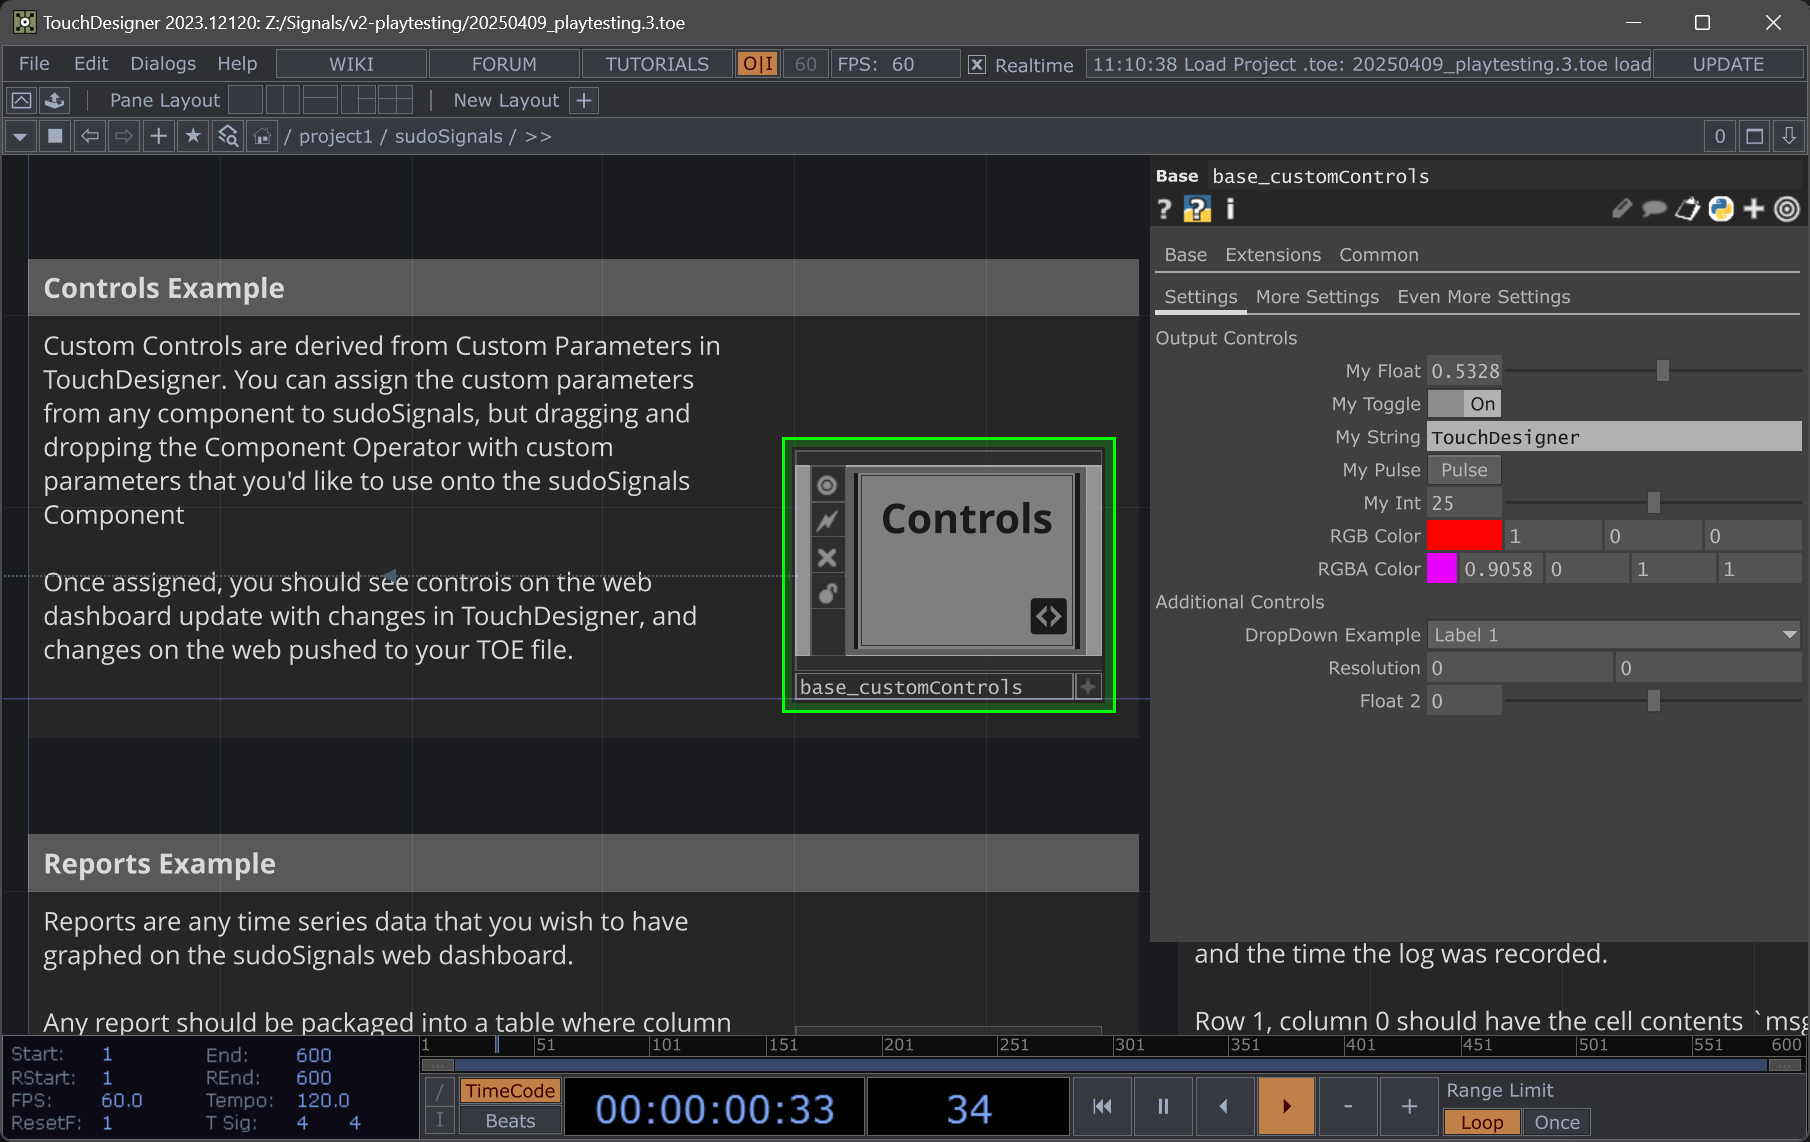 TouchDesigner 2023.12120: Z:/Signals/v2-playtesting/20250409_playtesting.3.toe
File Edit Dialogs Help WIKI FORUM TUTORIALS O|I 60 FPS: 60 Realtime 11:10:38 Load Project .toe: 20250409_playtesting.3.toe load UPDATE
Pane Layout New Layout
/ project1 / sudoSignals / >> 0
Controls Example
Custom Controls are derived from Custom Parameters in
TouchDesigner. You can assign the custom parameters
from any component to sudoSignals, but dragging and
dropping the Component Operator with custom
parameters that you'd like to use onto the sudoSignals
Component
Once assigned, you should see controls on the web
dashboard update with changes in TouchDesigner, and
changes on the web pushed to your TOE file.
Controls
base_customControls
Base base_customControls
Base Extensions Common
Settings More Settings Even More Settings
Output Controls
My Float 0.5328
My Toggle On
My String TouchDesigner
My Pulse Pulse
My Int 25
RGB Color 1 0 0
RGBA Color 0.9058 0 1 1
Additional Controls
DropDown Example Label 1
Resolution 0 0
Float 2 0
Reports Example
Reports are any time series data that you wish to have
graphed on the sudoSignals web dashboard.
Any report should be packaged into a table where column
and the time the log was recorded.
Row 1, column 0 should have the cell contents `msg
Start: 1 End: 600
RStart: 1 REnd: 600
FPS: 60.0 Tempo: 120.0
ResetF: 1 T Sig: 4 4
1 51 101 151 201 251 301 351 401 451 501 551 600
TimeCode
Beats
00:00:00:33
34
Range Limit
Loop Once